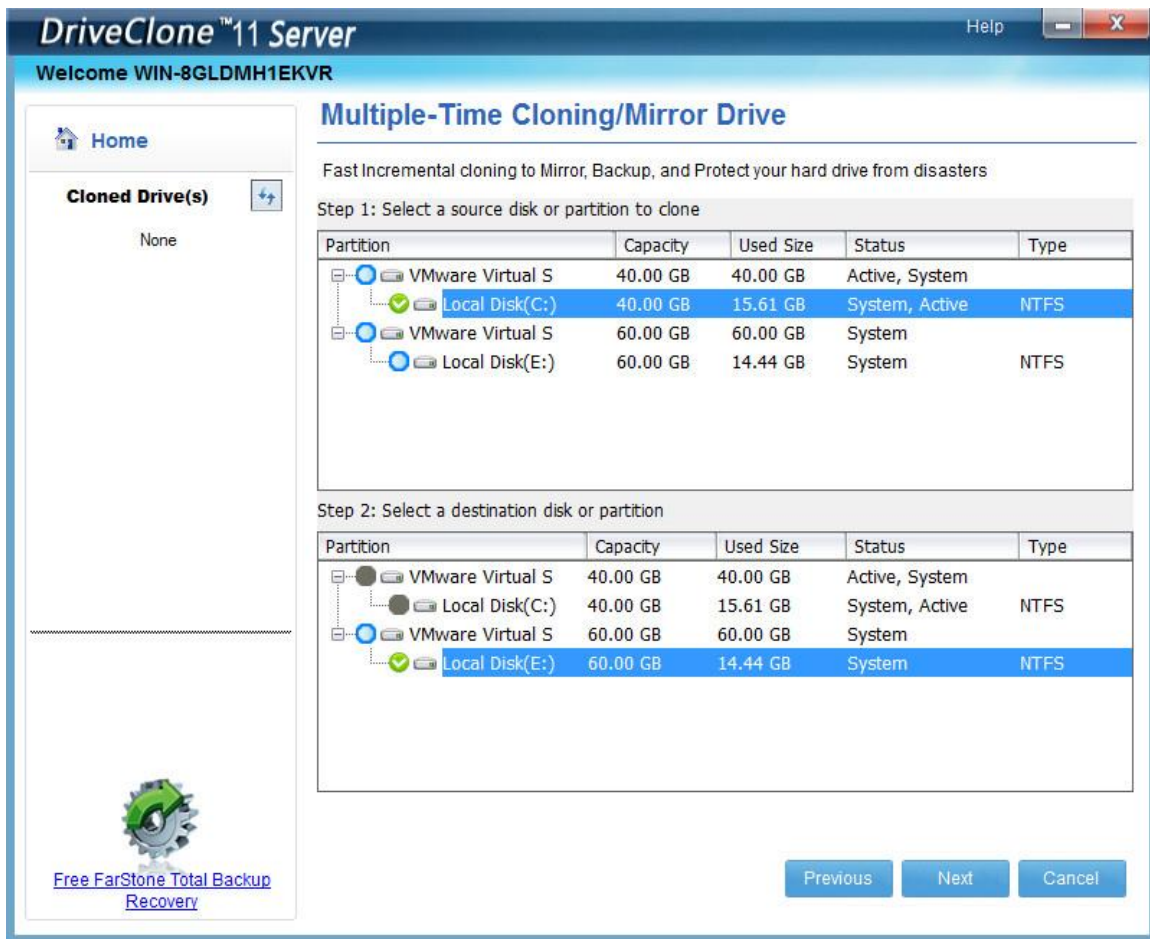 DriveClone™11 Server
Help
Welcome WIN-8GLDMH1EKVR
Home
Cloned Drive(s)
None
Multiple-Time Cloning/Mirror Drive
Fast Incremental cloning to Mirror, Backup, and Protect your hard drive from disasters
Step 1: Select a source disk or partition to clone
Partition Capacity Used Size Status Type
VMware Virtual S 40.00 GB 40.00 GB Active, System
Local Disk(C:) 40.00 GB 15.61 GB System, Active NTFS
VMware Virtual S 60.00 GB 60.00 GB System
Local Disk(E:) 60.00 GB 14.44 GB System NTFS
Step 2: Select a destination disk or partition
Partition Capacity Used Size Status Type
VMware Virtual S 40.00 GB 40.00 GB Active, System
Local Disk(C:) 40.00 GB 15.61 GB System, Active NTFS
VMware Virtual S 60.00 GB 60.00 GB System
Local Disk(E:) 60.00 GB 14.44 GB System NTFS
Free FarStone Total Backup
Recovery
Previous Next Cancel